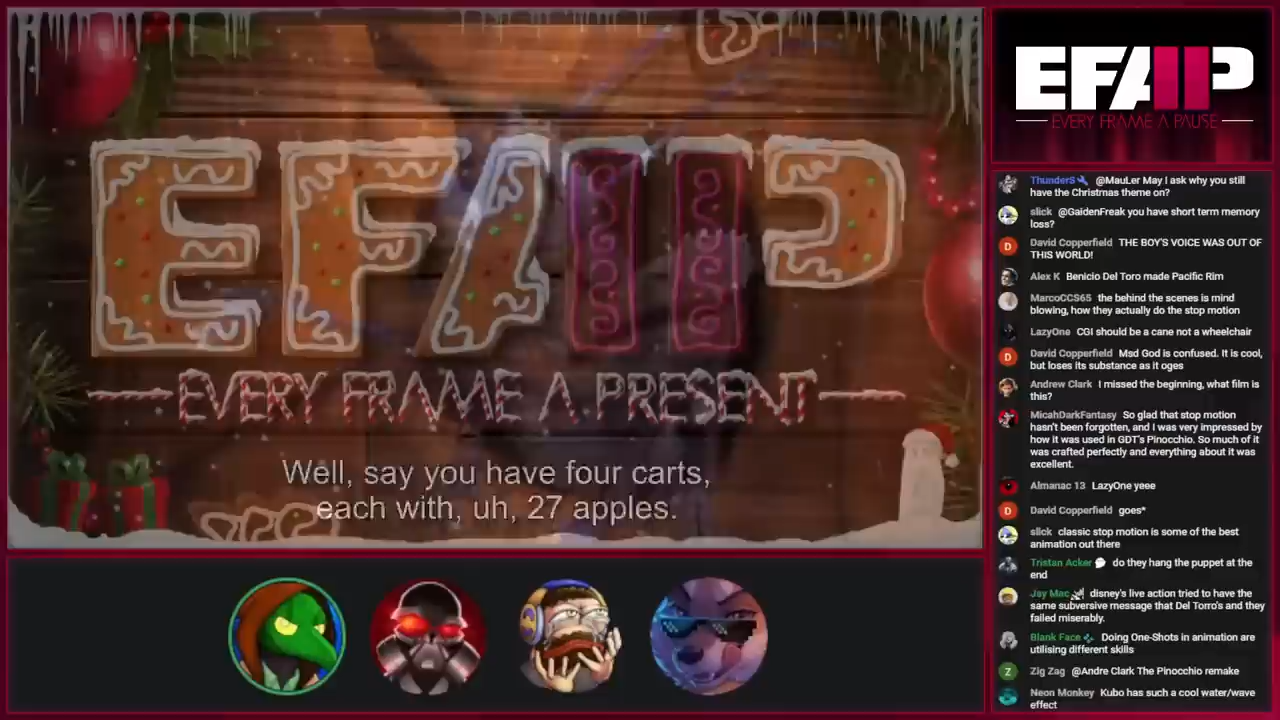 EFAP
EVERY FRAME A PRESENT
Well, say you have four carts,
each with, uh, 27 apples.
EFAP
EVERY FRAME A PAUSE
ThunderS @MauLer May I ask why you still
have the Christmas theme on?
slick @GaidenFreak you have short term memory
loss?
David Copperfield THE BOY'S VOICE WAS OUT OF
THIS WORLD!
Alex K Benicio Del Toro made Pacific Rim
MarcoCCS65 the behind the scenes is mind
blowing, how they actually do the stop motion
LazyOne CGI should be a cane not a wheelchair
David Copperfield Msd God is confused. It is cool,
but loses its substance as it oges
Andrew Clark I missed the beginning, what film is
this?
MicahDarkFantasy So glad that stop motion
hasn't been forgotten, and I was very impressed by
how it was used in GDT's Pinocchio. So much of it
was crafted perfectly and everything about it was
excellent.
Almanac 13 LazyOne yeee
David Copperfield goes*
slick classic stop motion is some of the best
animation out there
Tristan Acker do they hang the puppet at the
end
Jay Mac disney's live action tried to have the
same subversive message that Del Torro's and they
failed miserably.
Blank Face Doing One-Shots in animation are
utilising different skills
Zig Zag @Andre Clark The Pinocchio remake
Neon Monkey Kubo has such a cool water/wave
effect